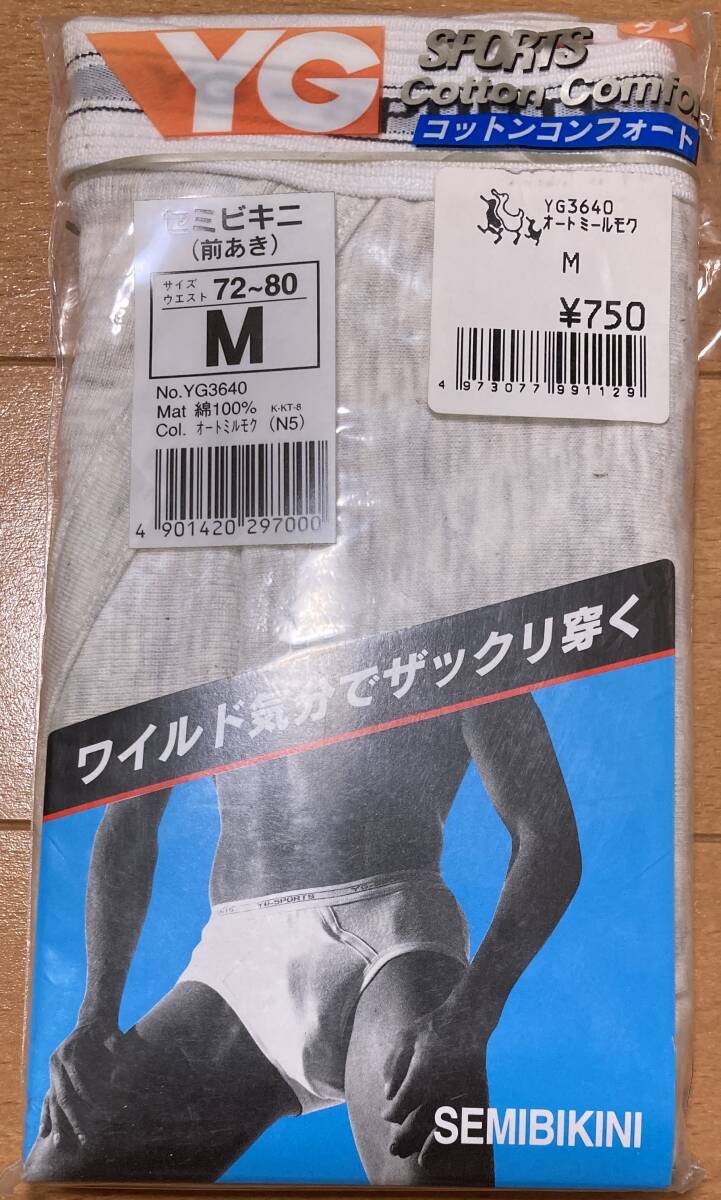 YG
SPORTS
Cotton Comfor
コットンコンフォート
セミビキニ
(前あき)
サイズ
ウエスト 72~80
M
No.YG3640
Mat 綿100% K-KT-8
Col. オートミルモク (N5)
4 901420 297000
YG3640
オートミールモク
M
¥750
4 973077 991129
ワイルド気分でザックリ穿く
YG-SPORTS
YG
SEMIBIKINI